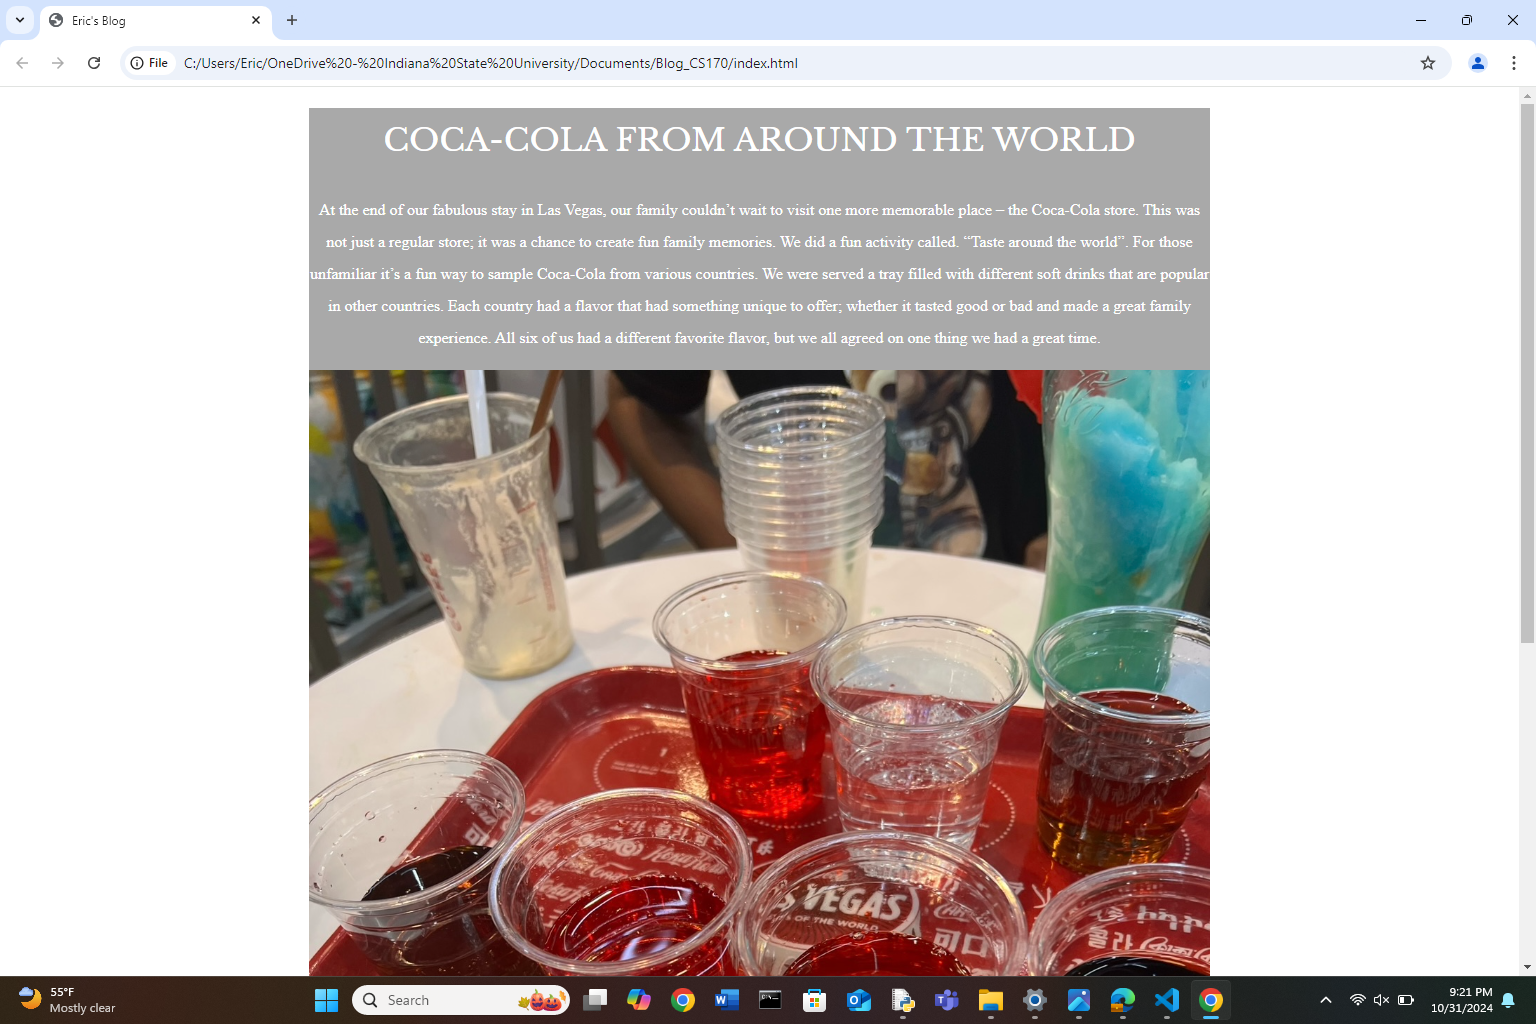 Eric's Blog
File
C:/Users/Eric/OneDrive%20-%20Indiana%20State%20University/Documents/Blog_CS170/index.html
COCA-COLA FROM AROUND THE WORLD
At the end of our fabulous stay in Las Vegas, our family couldn’t wait to visit one more memorable place – the Coca-Cola store. This was
not just a regular store; it was a chance to create fun family memories. We did a fun activity called. “Taste around the world”. For those
unfamiliar it’s a fun way to sample Coca-Cola from various countries. We were served a tray filled with different soft drinks that are popular
in other countries. Each country had a flavor that had something unique to offer; whether it tasted good or bad and made a great family
experience. All six of us had a different favorite flavor, but we all agreed on one thing we had a great time.
VEGAS
OF THE WORLD
55°F
Mostly clear
Search
9:21 PM
10/31/2024